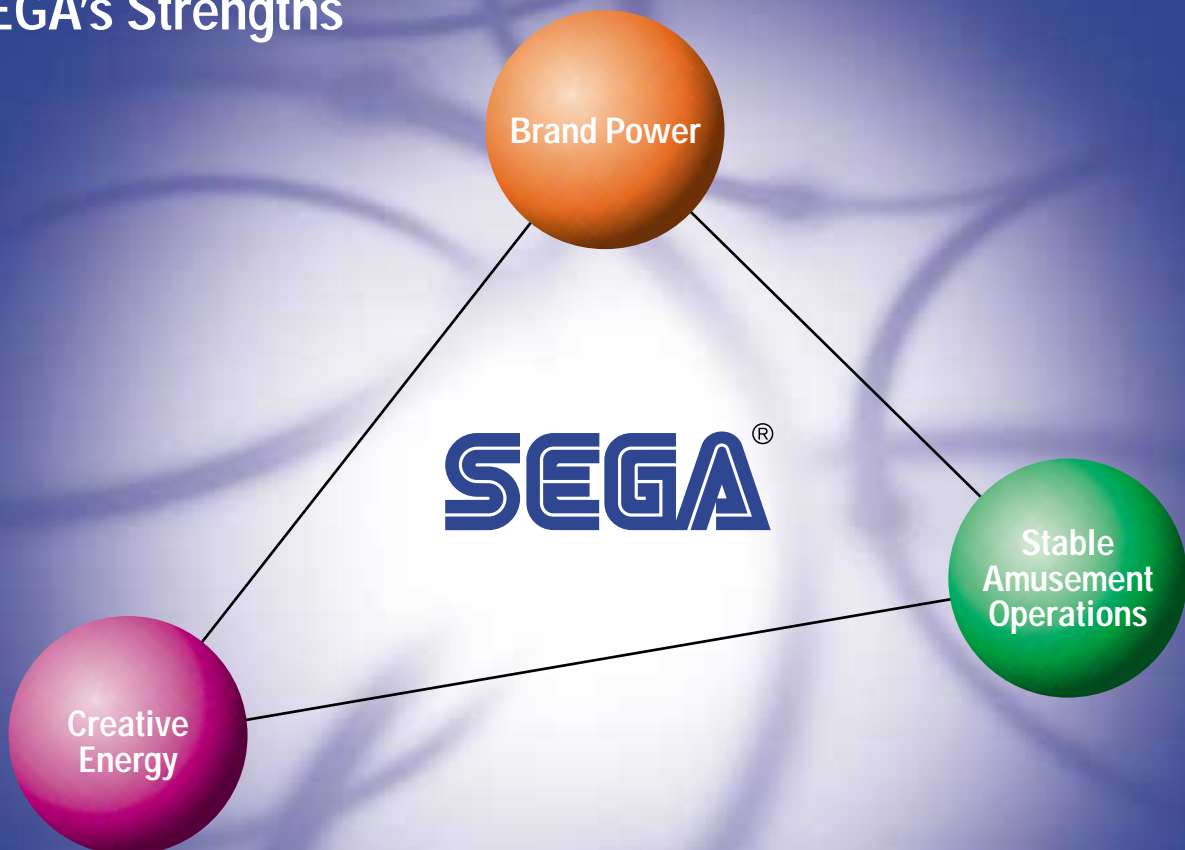 EGA's Strengths
Brand Power
SEGA®
Stable
Amusement
Operations
Creative
Energy